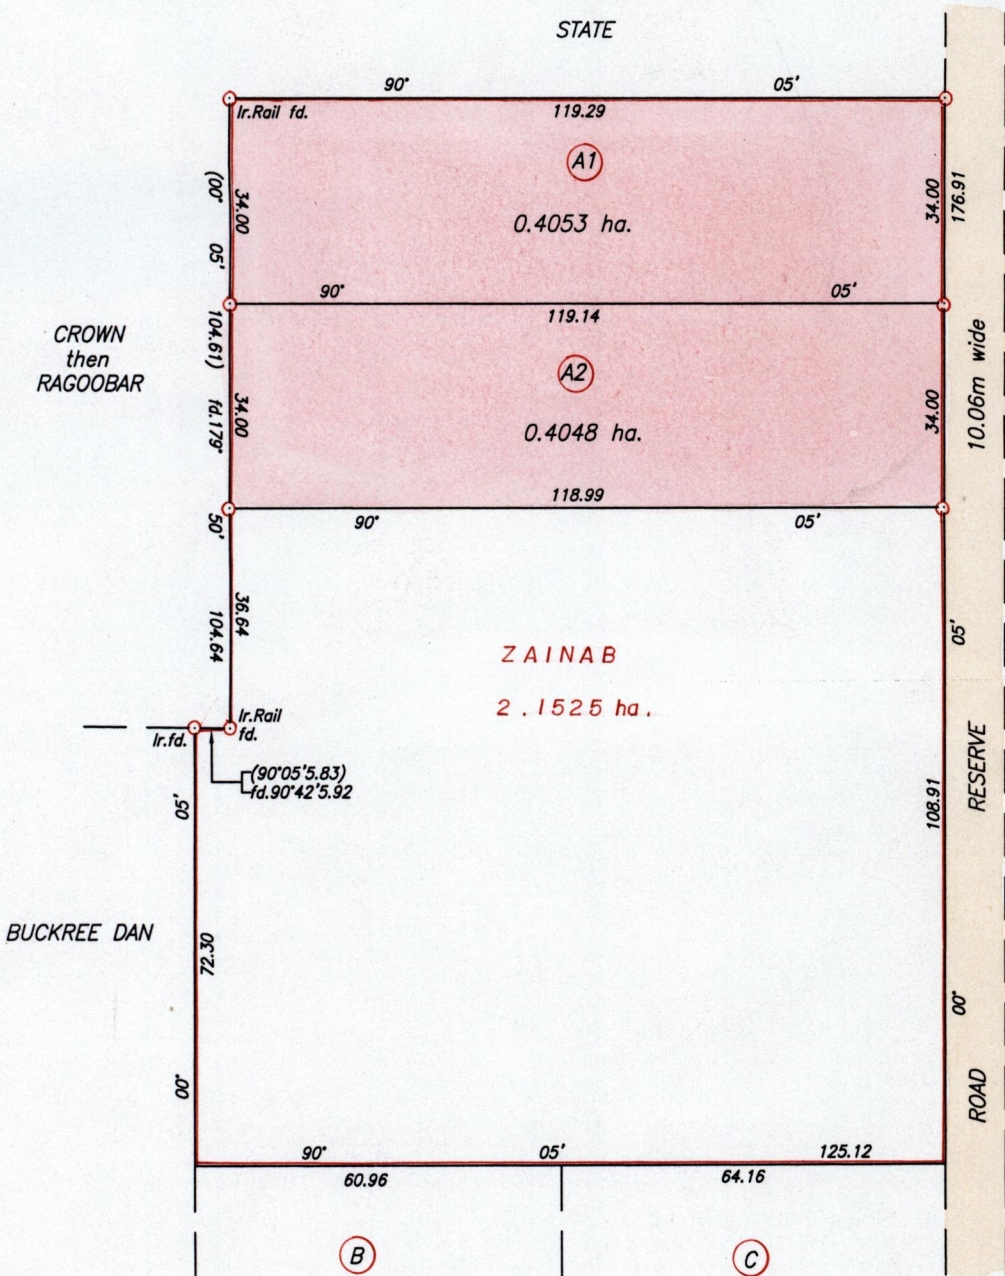 STATE
90° 05'
Ir.Rail fd. 119.29
A1
0.4053 ha.
(00° 05' 104.61) fd.179° 50' 104.64
34.00
34.00
176.91
90° 05'
119.14
A2
0.4048 ha.
34.00
34.00
10.06m wide
CROWN
then
RAGOOBAR
118.99
90° 05'
36.64
ZAINAB
2.1525 ha.
05'
Ir.Rail
fd.
Ir.fd.
(90°05'5.83)
fd.90°42'5.92
05'
108.91
RESERVE
BUCKREE DAN
72.30
00°
00°
ROAD
90° 05' 125.12
60.96 64.16
B C